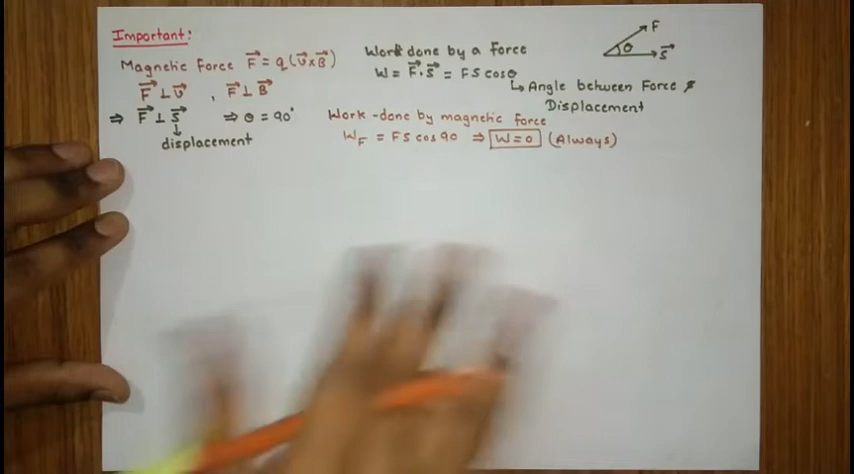 Important:
Magnetic Force F⃗ = q(v⃗ × B⃗)
F⃗ ⊥ v⃗ , F⃗ ⊥ B⃗
⇒ F⃗ ⊥ S⃗ ⇒ θ = 90°
↓
displacement
Work done by a Force
W = F⃗·S⃗ = FS cosθ
↳ Angle between Force &
Displacement
Work-done by magnetic force
W_F = FS cos 90 ⇒ W=0 (Always)
F
θ
S⃗